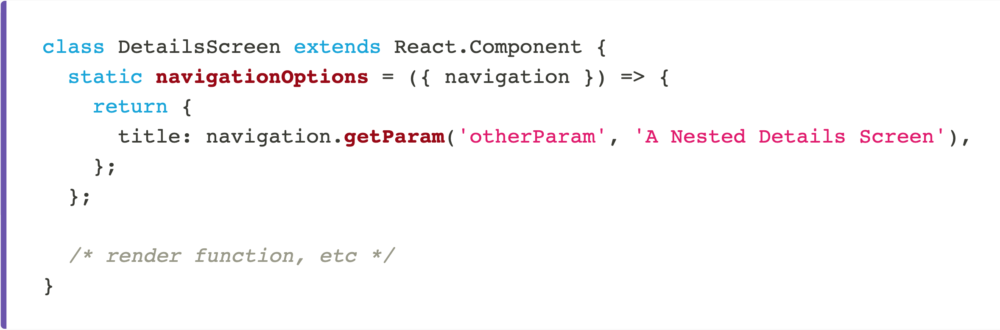 class DetailsScreen extends React.Component {
  static navigationOptions = ({ navigation }) => {
    return {
      title: navigation.getParam('otherParam', 'A Nested Details Screen'),
    };
  };

  /* render function, etc */
}